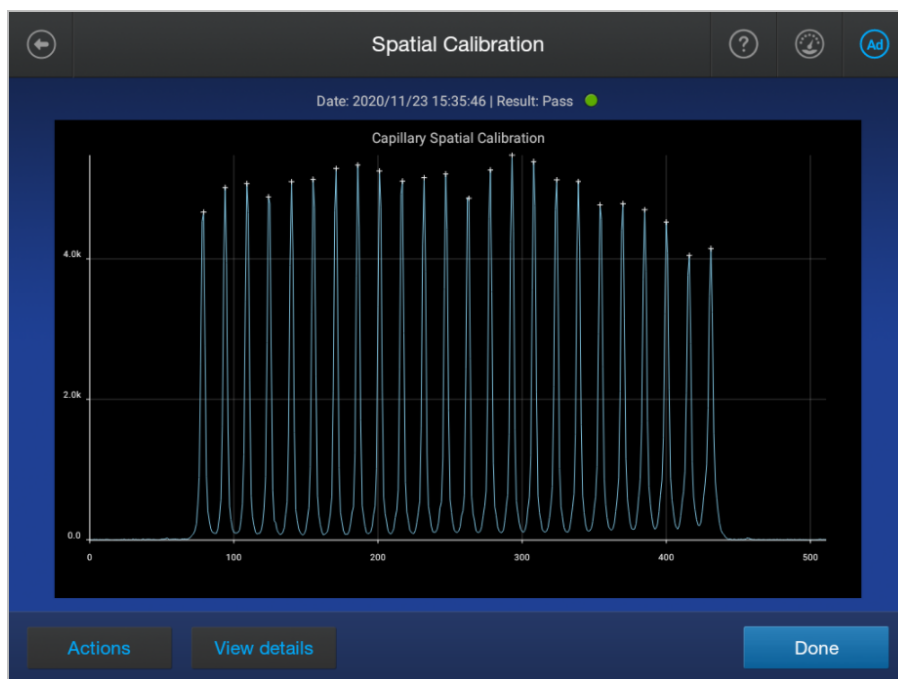 Spatial Calibration
?
Ad
Date: 2020/11/23 15:35:46 | Result: Pass
Capillary Spatial Calibration
4.0k
2.0k
0.0
0 100 200 300 400 500
Actions View details Done